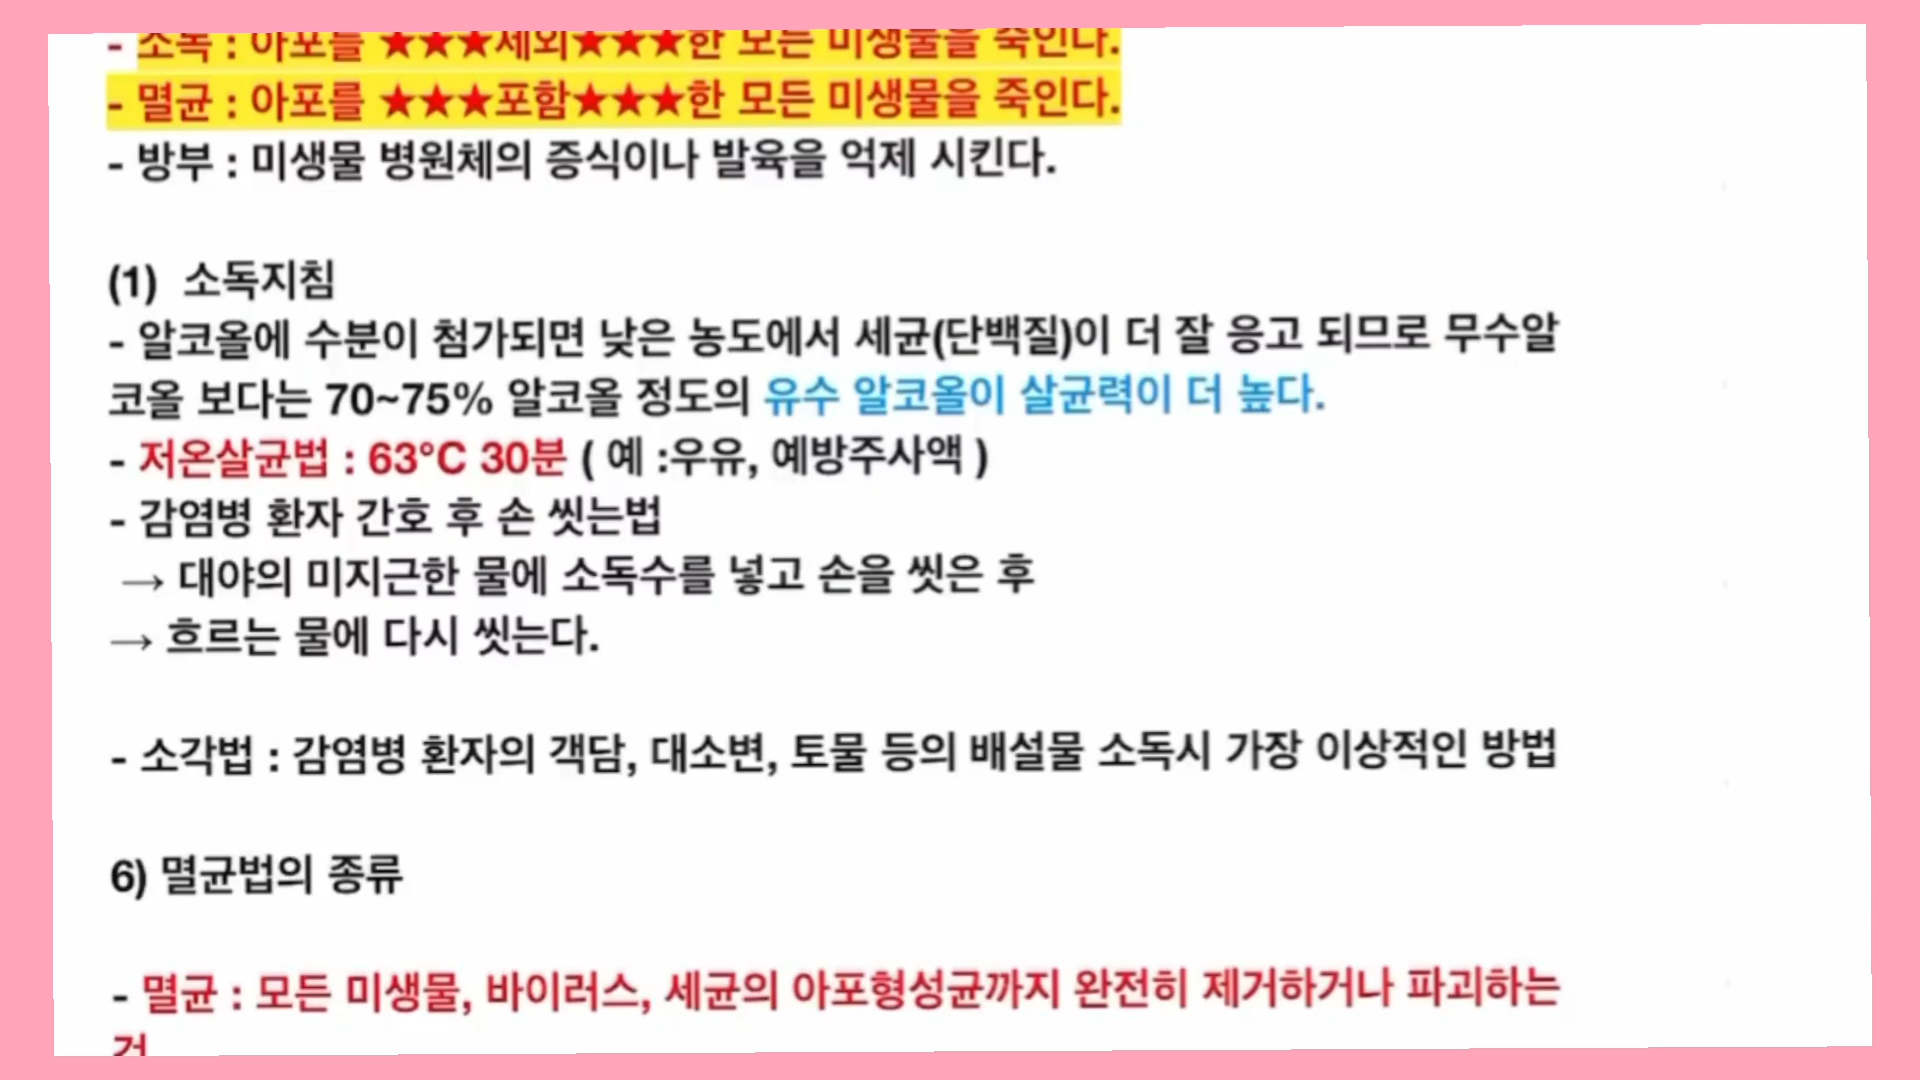 - 소독 : 아포를 ★★★제외★★★한 모든 미생물을 죽인다.
- 멸균 : 아포를 ★★★포함★★★한 모든 미생물을 죽인다.
- 방부 : 미생물 병원체의 증식이나 발육을 억제 시킨다.
(1) 소독지침
- 알코올에 수분이 첨가되면 낮은 농도에서 세균(단백질)이 더 잘 응고 되므로 무수알
코올 보다는 70~75% 알코올 정도의 유수 알코올이 살균력이 더 높다.
- 저온살균법 : 63°C 30분 ( 예 :우유, 예방주사액 )
- 감염병 환자 간호 후 손 씻는법
→ 대야의 미지근한 물에 소독수를 넣고 손을 씻은 후
→ 흐르는 물에 다시 씻는다.
- 소각법 : 감염병 환자의 객담, 대소변, 토물 등의 배설물 소독시 가장 이상적인 방법
6) 멸균법의 종류
- 멸균 : 모든 미생물, 바이러스, 세균의 아포형성균까지 완전히 제거하거나 파괴하는
것